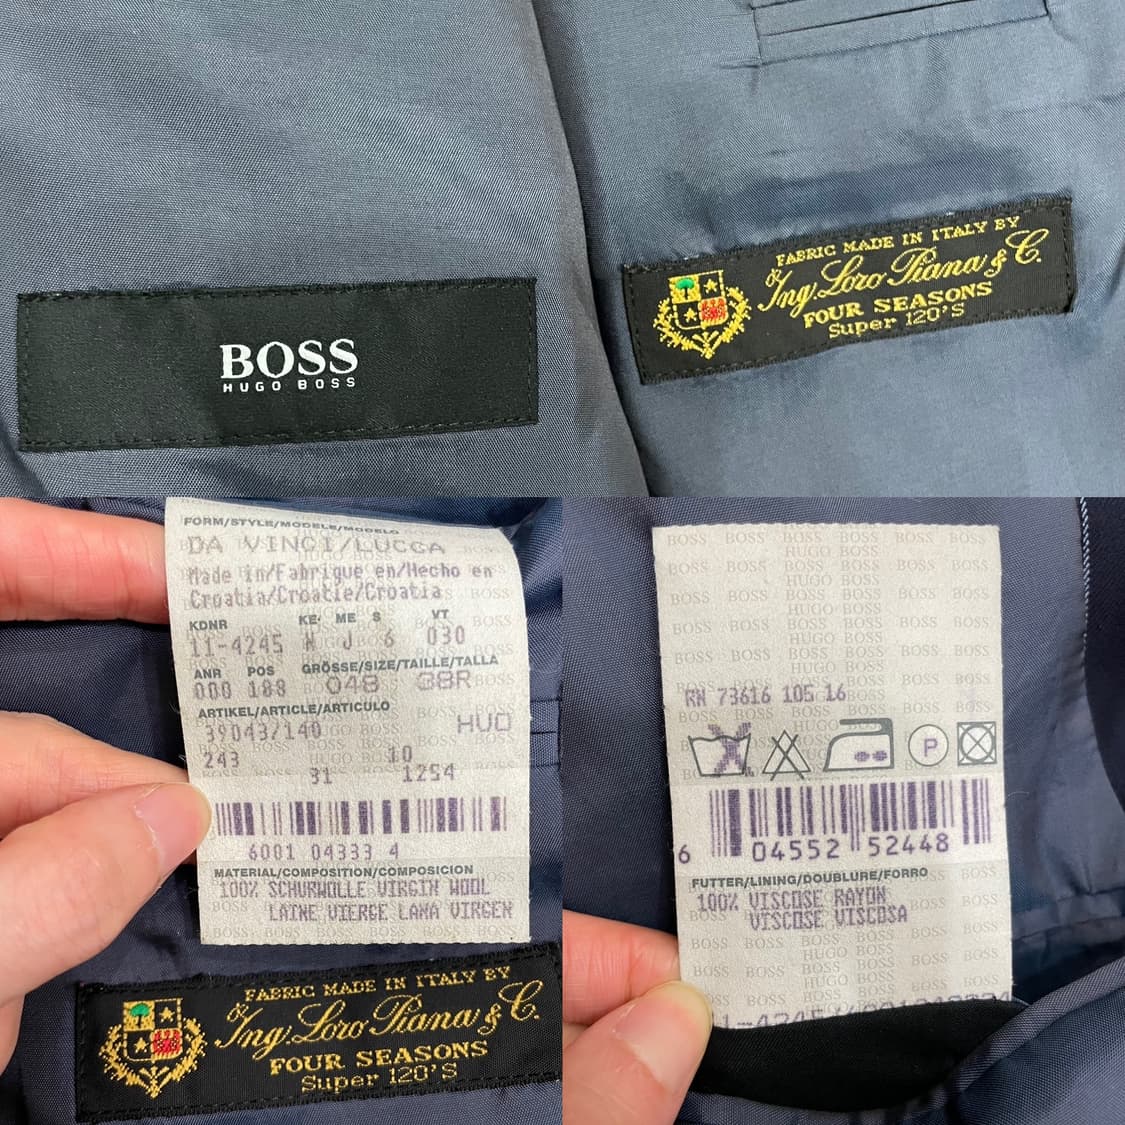 BOSS
HUGO BOSS
FABRIC MADE IN ITALY BY
Ing. Loro Piana & C.
FOUR SEASONS
Super 120'S
FORM/STYLE/MODELE/MODELO
DA VINCI/LUCCA
Made in/Fabrique en/Hecho en
Croatia/Croatie/Croatia
KDNR KE· ME S VT
11-4245 N J 6 030
ANR POS GRÖSSE/SIZE/TAILLE/TALLA
000 188 048 38R
ARTIKEL/ARTICLE/ARTICULO
39043/140 HUO
243 10
31 1254
6001 04333 4
MATERIAL/COMPOSITION/COMPOSICION
100% SCHURWOLLE VIRGIN WOOL
LAINE VIERGE LANA VIRGEN
FABRIC MADE IN ITALY BY
Ing. Loro Piana & C.
FOUR SEASONS
Super 120'S
RN 73616 105 16
P
6 04552 52448
FUTTER/LINING/DOUBLURE/FORRO
100% VISCOSE RAYON
VISCOSE VISCOSA